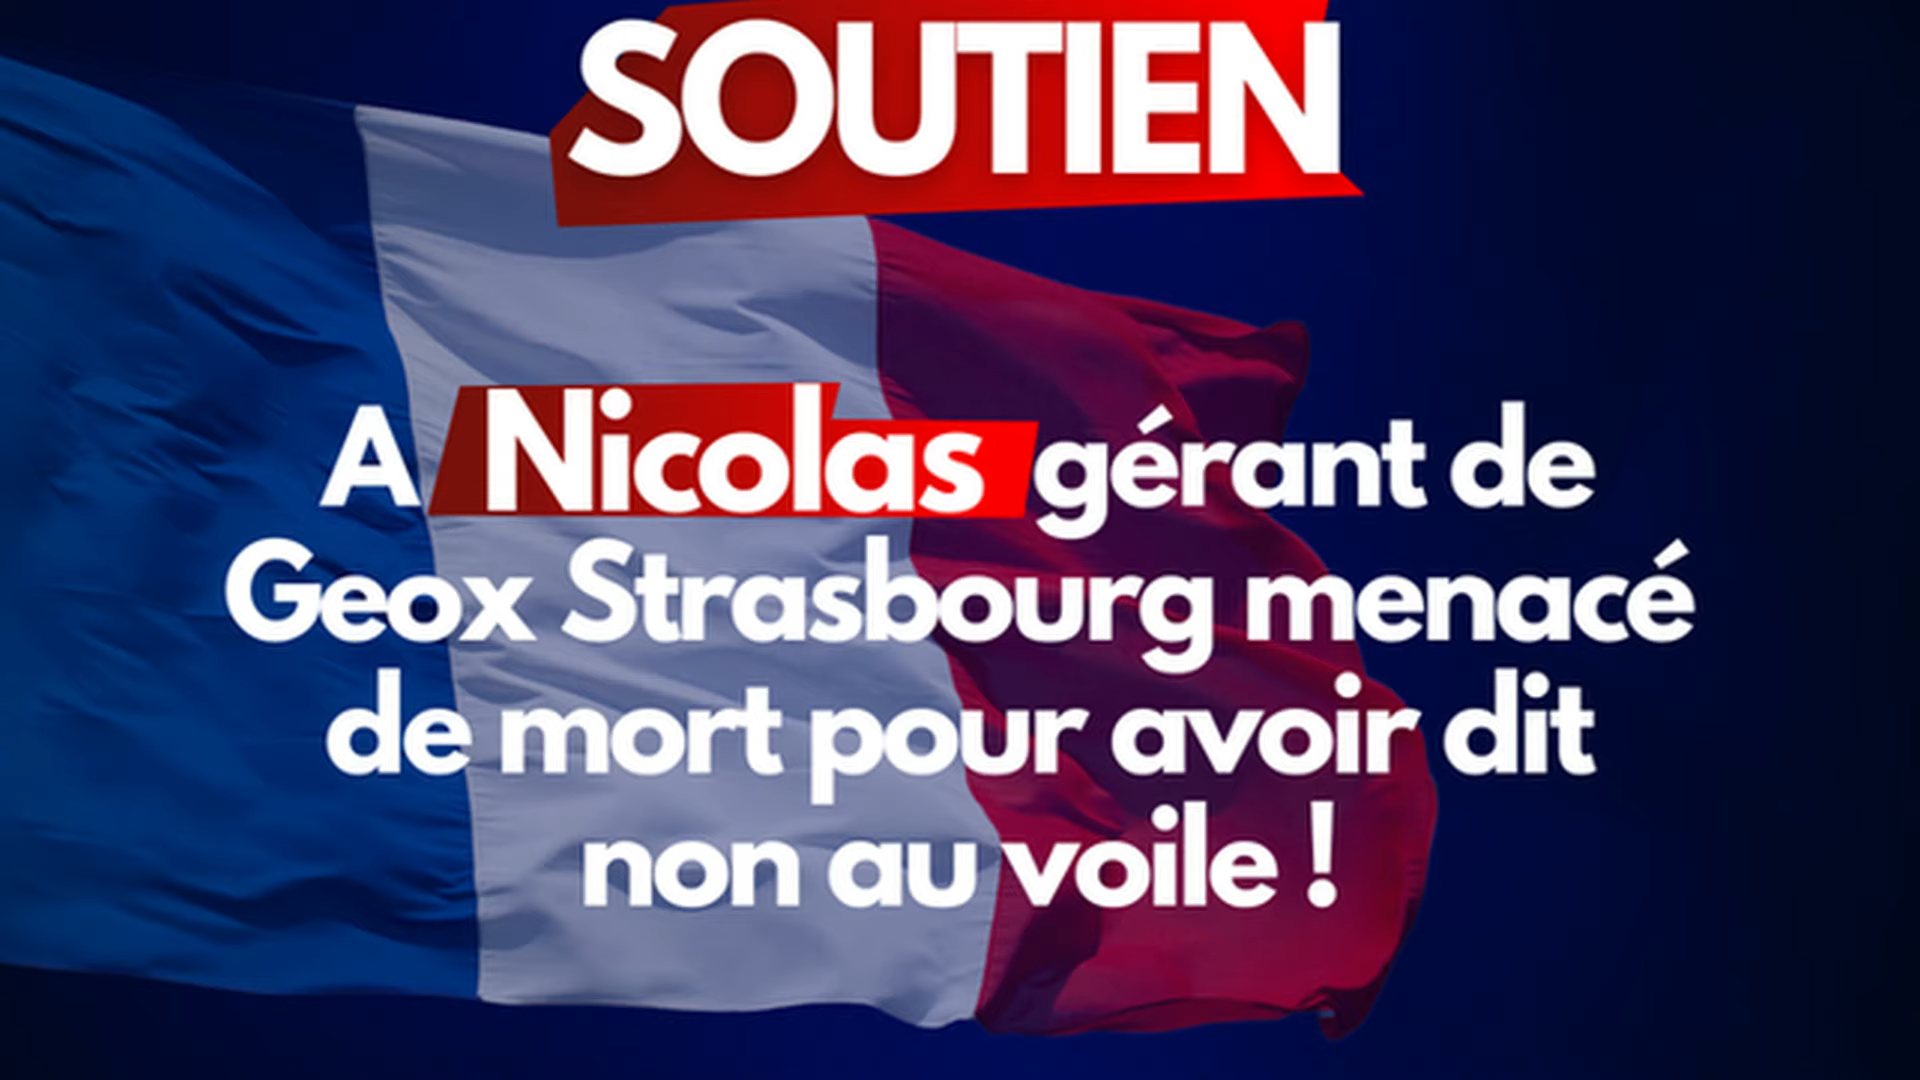 SOUTIEN
A Nicolas gérant de
Geox Strasbourg menacé
de mort pour avoir dit
non au voile !